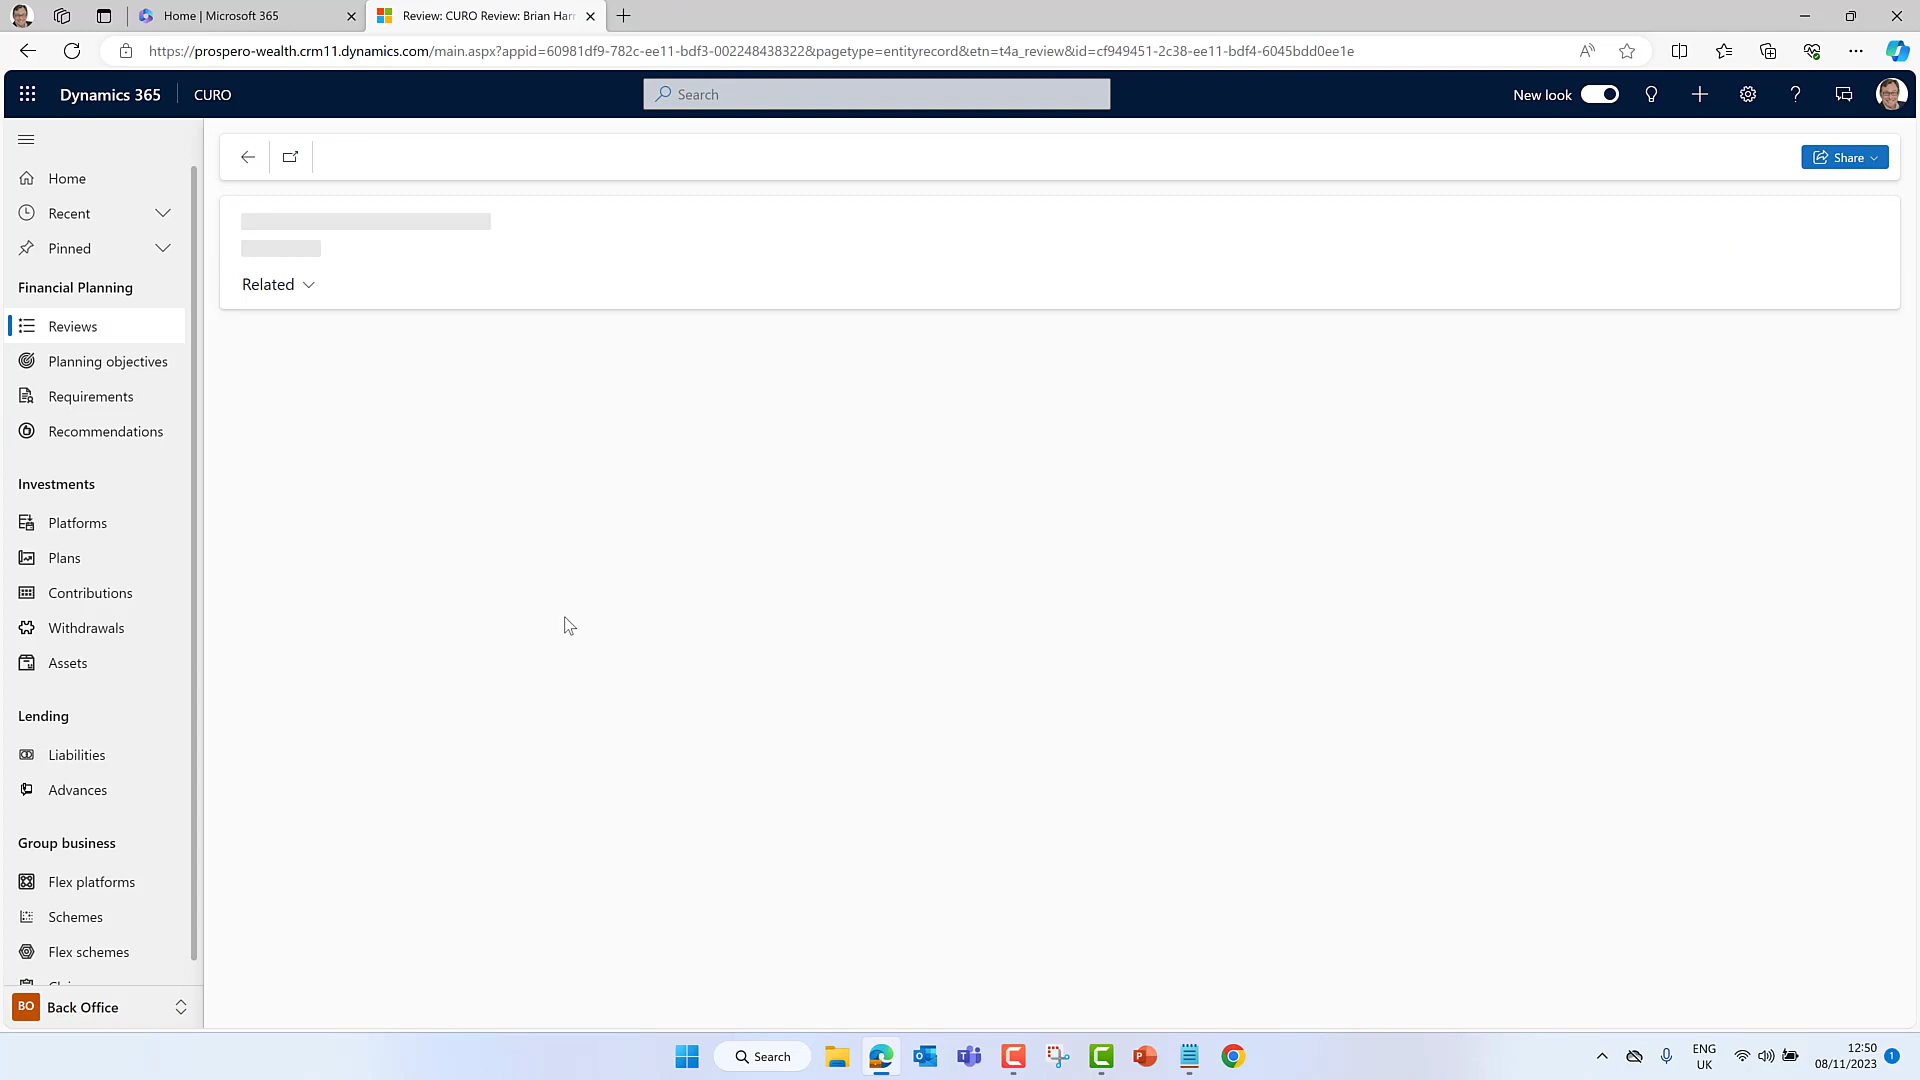 Home | Microsoft 365
Review: CURO Review: Brian Harr
https://prospero-wealth.crm11.dynamics.com/main.aspx?appid=60981df9-782c-ee11-bdf3-002248438322&pagetype=entityrecord&etn=t4a_review&id=cf949451-2c38-ee11-bdf4-6045bdd0ee1e
Dynamics 365
CURO
Search
New look
Share
Related
Home
Recent
Pinned
Financial Planning
Reviews
Planning objectives
Requirements
Recommendations
Investments
Platforms
Plans
Contributions
Withdrawals
Assets
Lending
Liabilities
Advances
Group business
Flex platforms
Schemes
Flex schemes
BO Back Office
Search
ENG
UK
12:50
08/11/2023
1